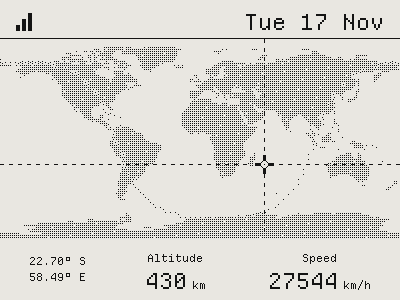 Tue 17 Nov
22.70° S
58.49° E
Altitude
430 km
Speed
27544 km/h